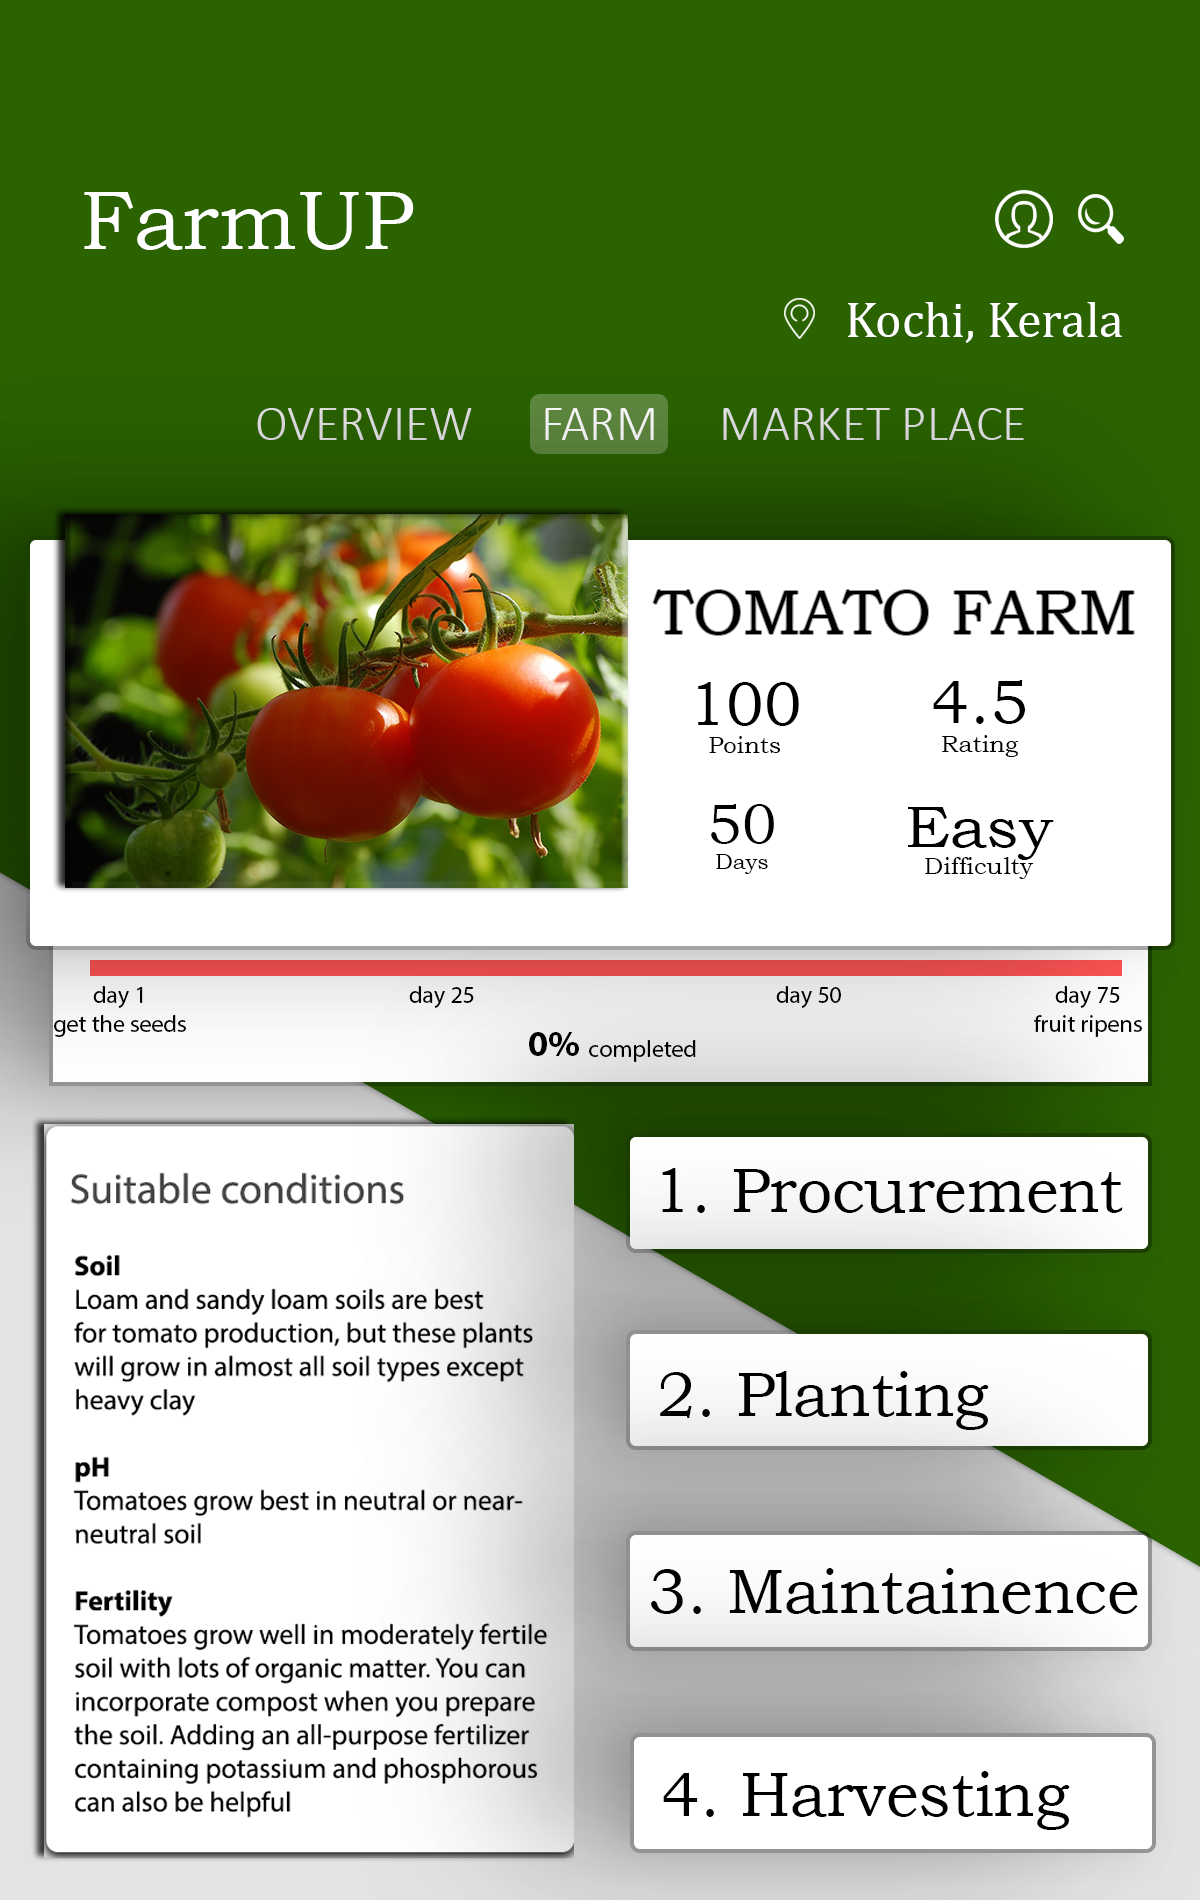 FarmUP
Kochi, Kerala
OVERVIEW FARM MARKET PLACE
TOMATO FARM
100 4.5
Points Rating
50 Easy
Days Difficulty
day 1 day 25 day 50 day 75
get the seeds fruit ripens
0% completed
Suitable conditions
Soil
Loam and sandy loam soils are best
for tomato production, but these plants
will grow in almost all soil types except
heavy clay
pH
Tomatoes grow best in neutral or near-
neutral soil
Fertility
Tomatoes grow well in moderately fertile
soil with lots of organic matter. You can
incorporate compost when you prepare
the soil. Adding an all-purpose fertilizer
containing potassium and phosphorous
can also be helpful
1. Procurement
2. Planting
3. Maintainence
4. Harvesting